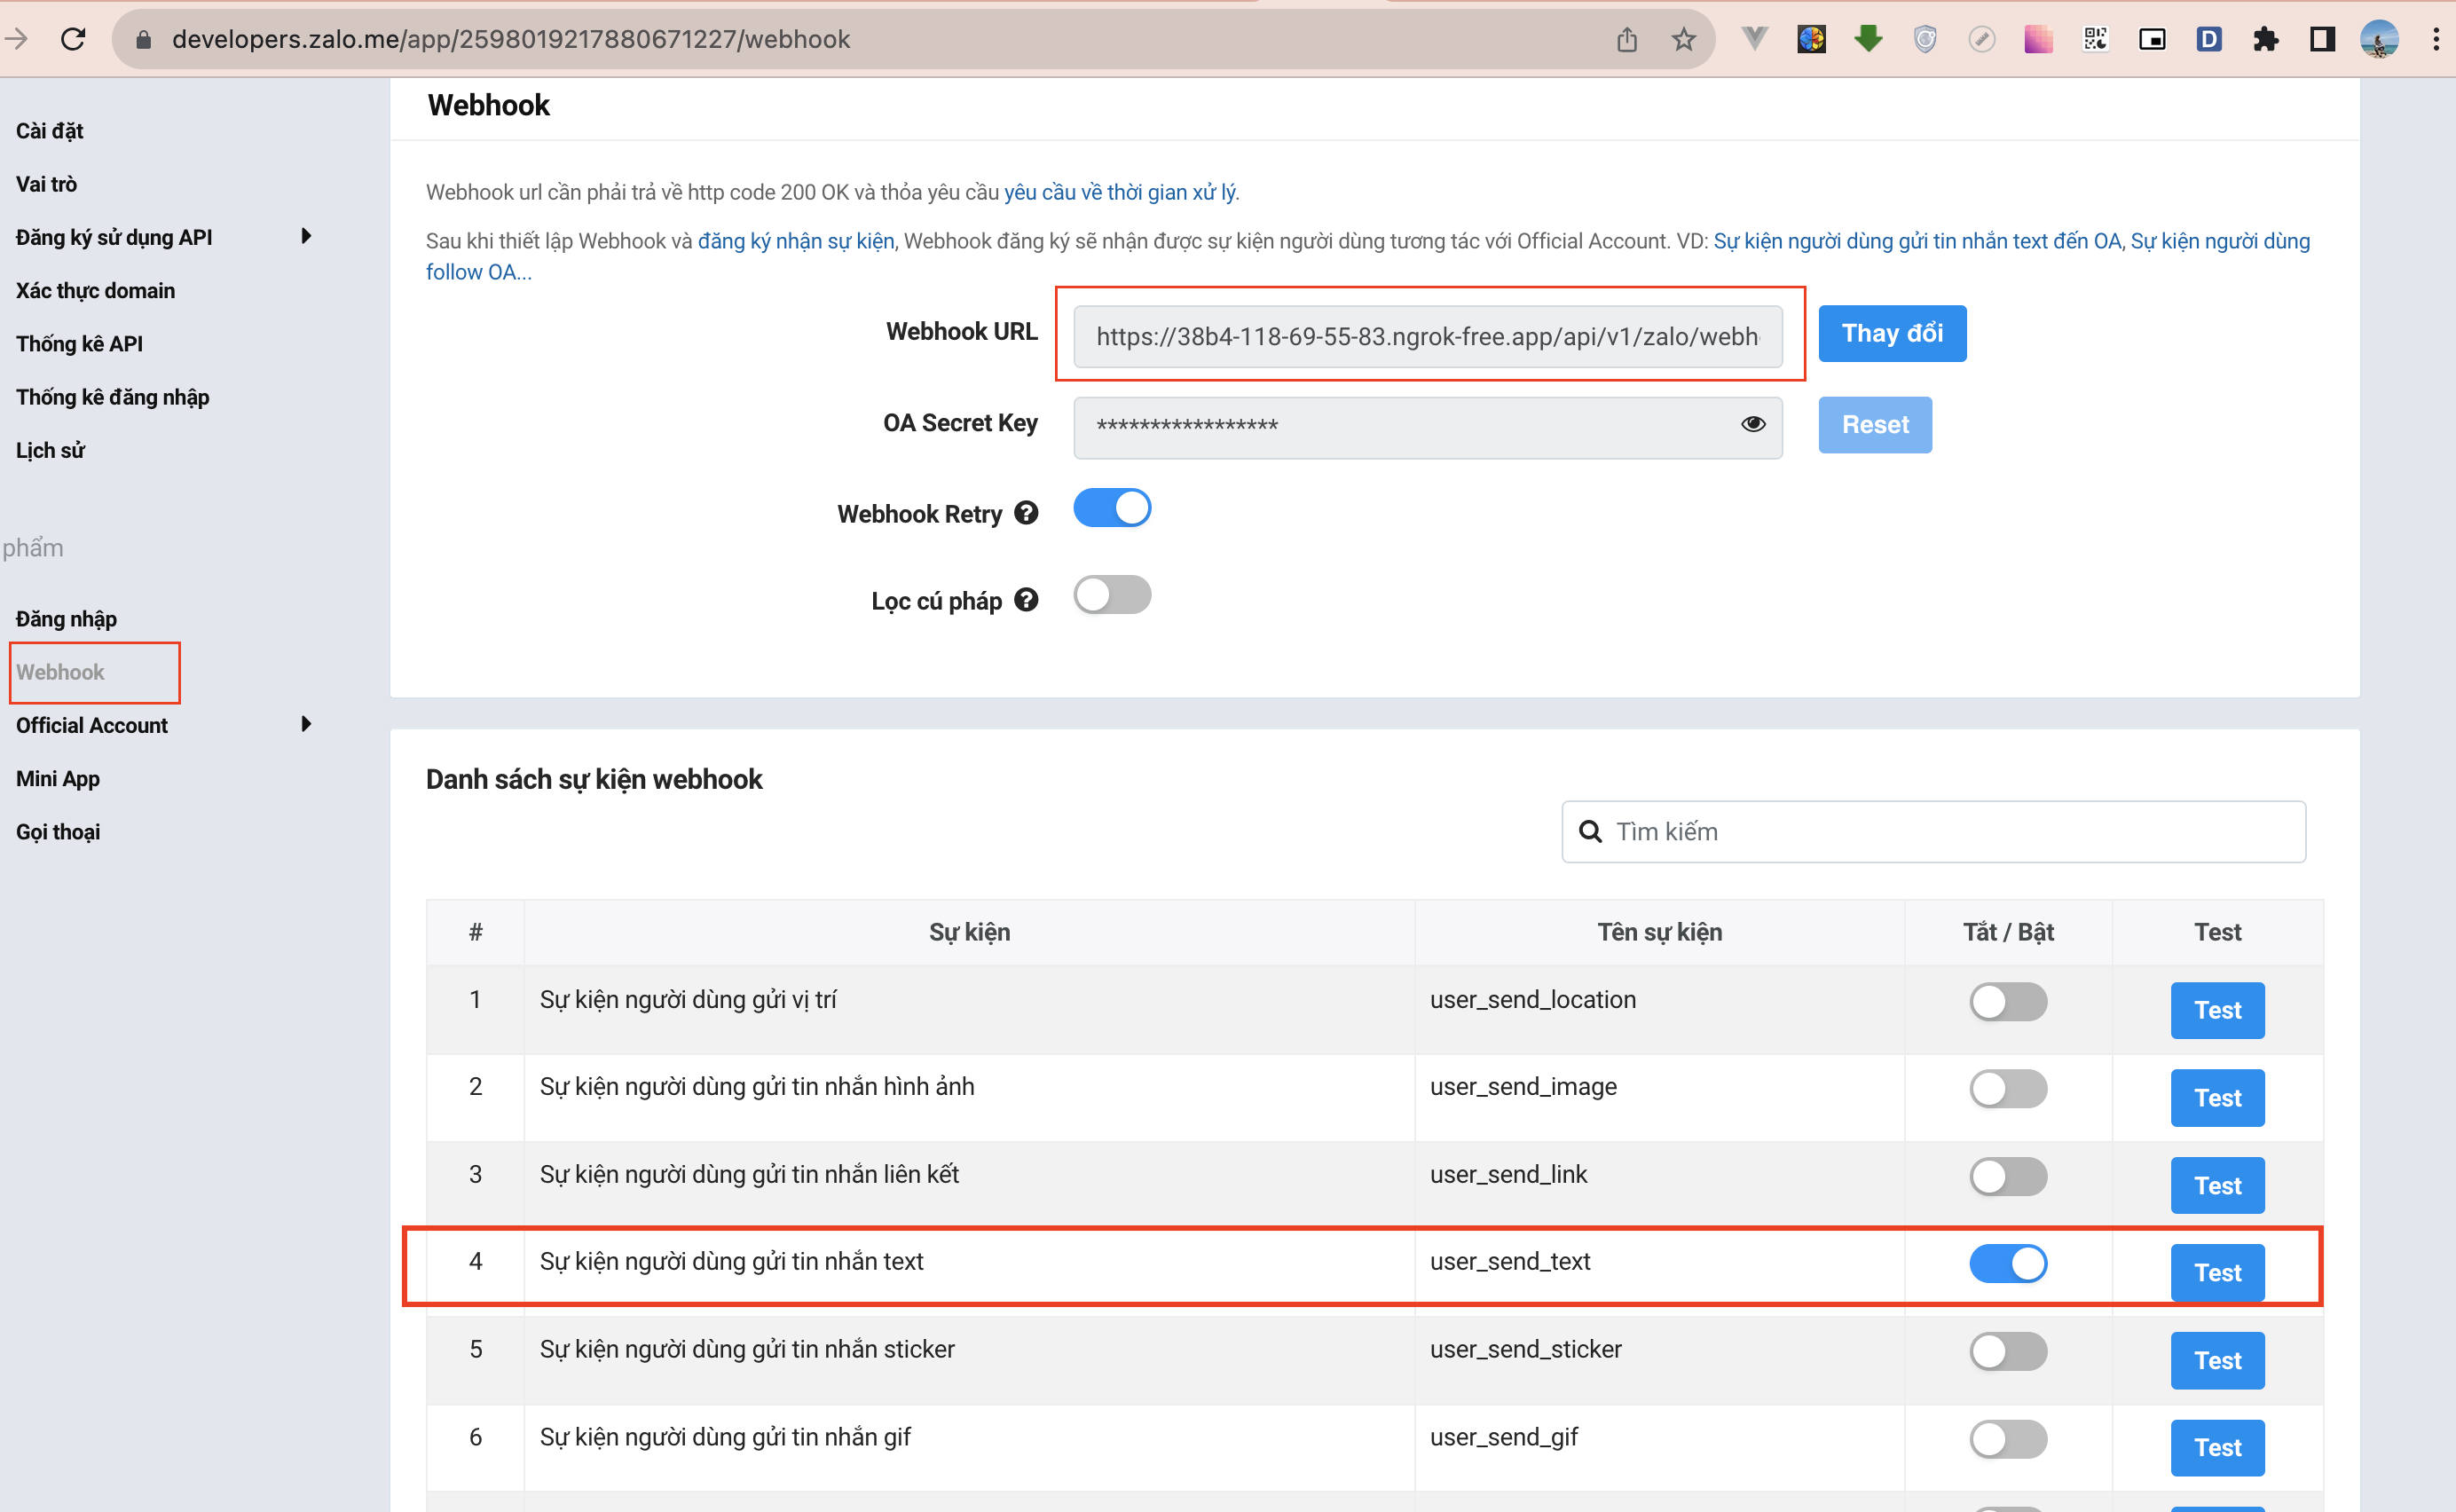 developers.zalo.me/app/2598019217880671227/webhook
D
Cài đặt
Vai trò
Đăng ký sử dụng API
Xác thực domain
Thống kê API
Thống kê đăng nhập
Lịch sử
phẩm
Đăng nhập
Webhook
Official Account
Mini App
Gọi thoại
Webhook
Webhook url cần phải trả về http code 200 OK và thỏa yêu cầu yêu cầu về thời gian xử lý.
Sau khi thiết lập Webhook và đăng ký nhận sự kiện, Webhook đăng ký sẽ nhận được sự kiện người dùng tương tác với Official Account. VD: Sự kiện người dùng gửi tin nhắn text đến OA, Sự kiện người dùng
follow OA...
Webhook URL https://38b4-118-69-55-83.ngrok-free.app/api/v1/zalo/webh Thay đổi
OA Secret Key ***************** Reset
Webhook Retry ?
Lọc cú pháp ?
Danh sách sự kiện webhook
Tìm kiếm
# Sự kiện Tên sự kiện Tắt / Bật Test
1 Sự kiện người dùng gửi vị trí user_send_location Test
2 Sự kiện người dùng gửi tin nhắn hình ảnh user_send_image Test
3 Sự kiện người dùng gửi tin nhắn liên kết user_send_link Test
4 Sự kiện người dùng gửi tin nhắn text user_send_text Test
5 Sự kiện người dùng gửi tin nhắn sticker user_send_sticker Test
6 Sự kiện người dùng gửi tin nhắn gif user_send_gif Test